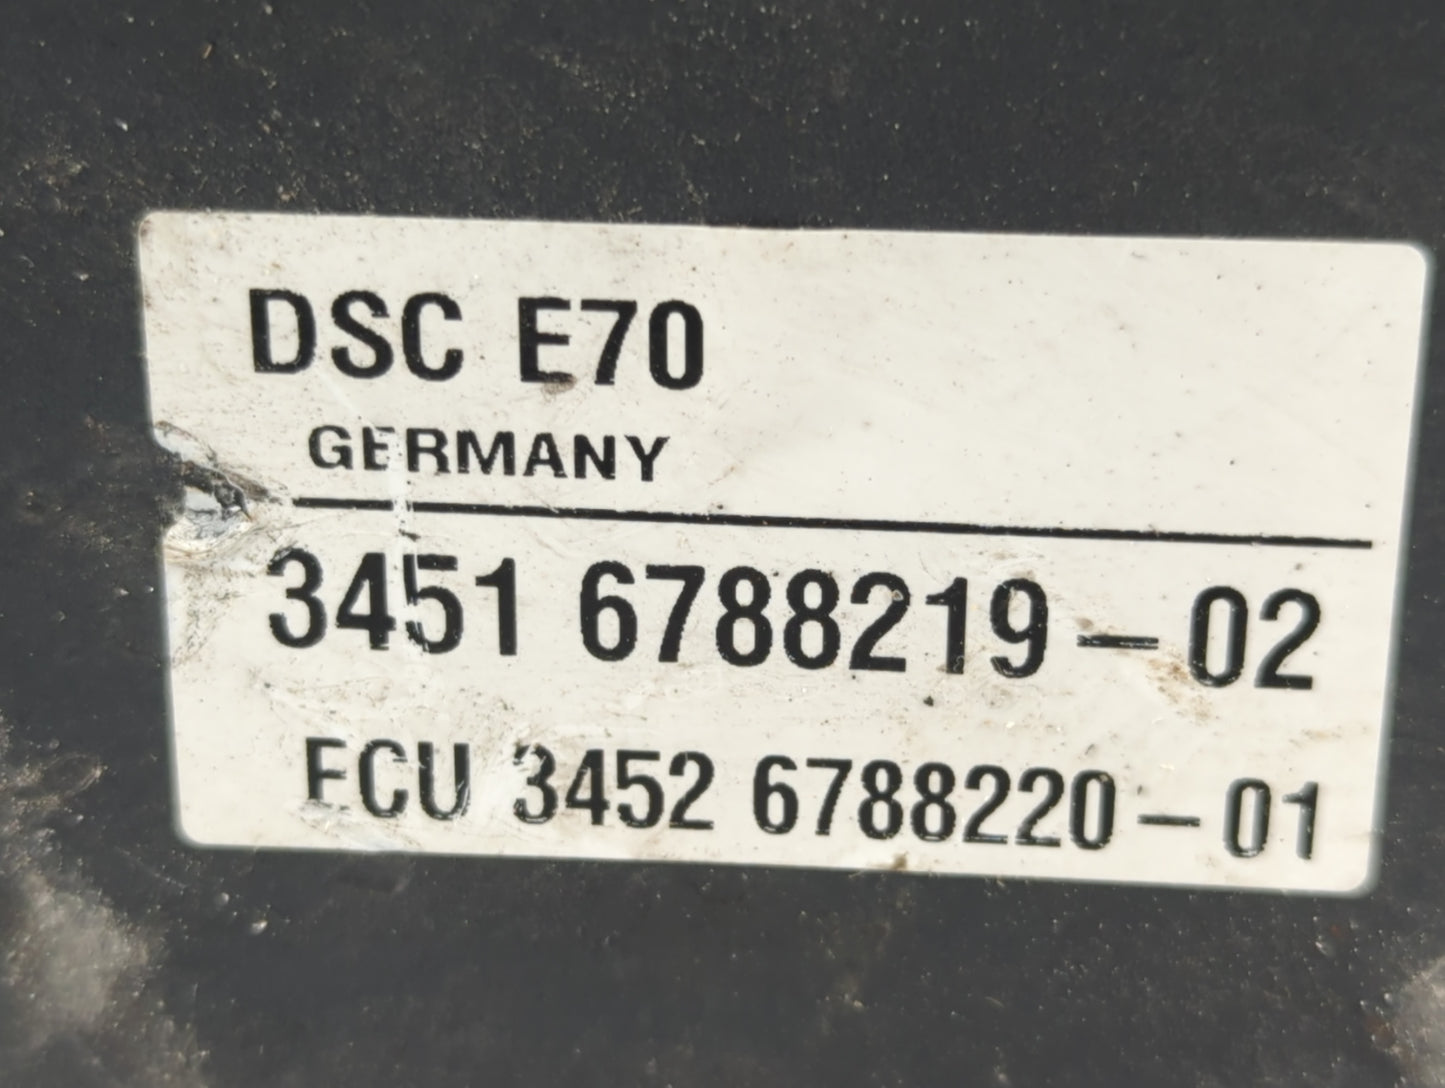 DSC E70
GERMANY
3451 6788219-02
ECU 3452 6788220-01